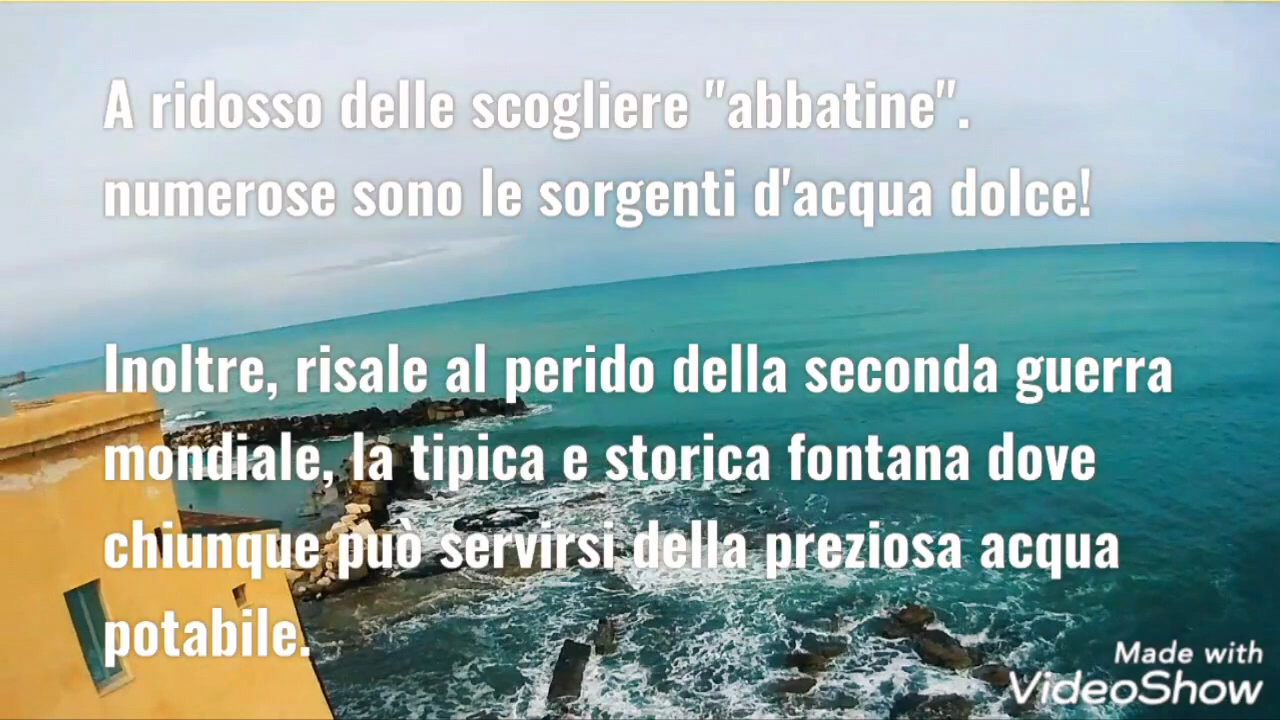 A ridosso delle scogliere "abbatine".
numerose sono le sorgenti d'acqua dolce!
Inoltre, risale al perido della seconda guerra
mondiale, la tipica e storica fontana dove
chiunque può servirsi della preziosa acqua
potabile.
Made with
VideoShow